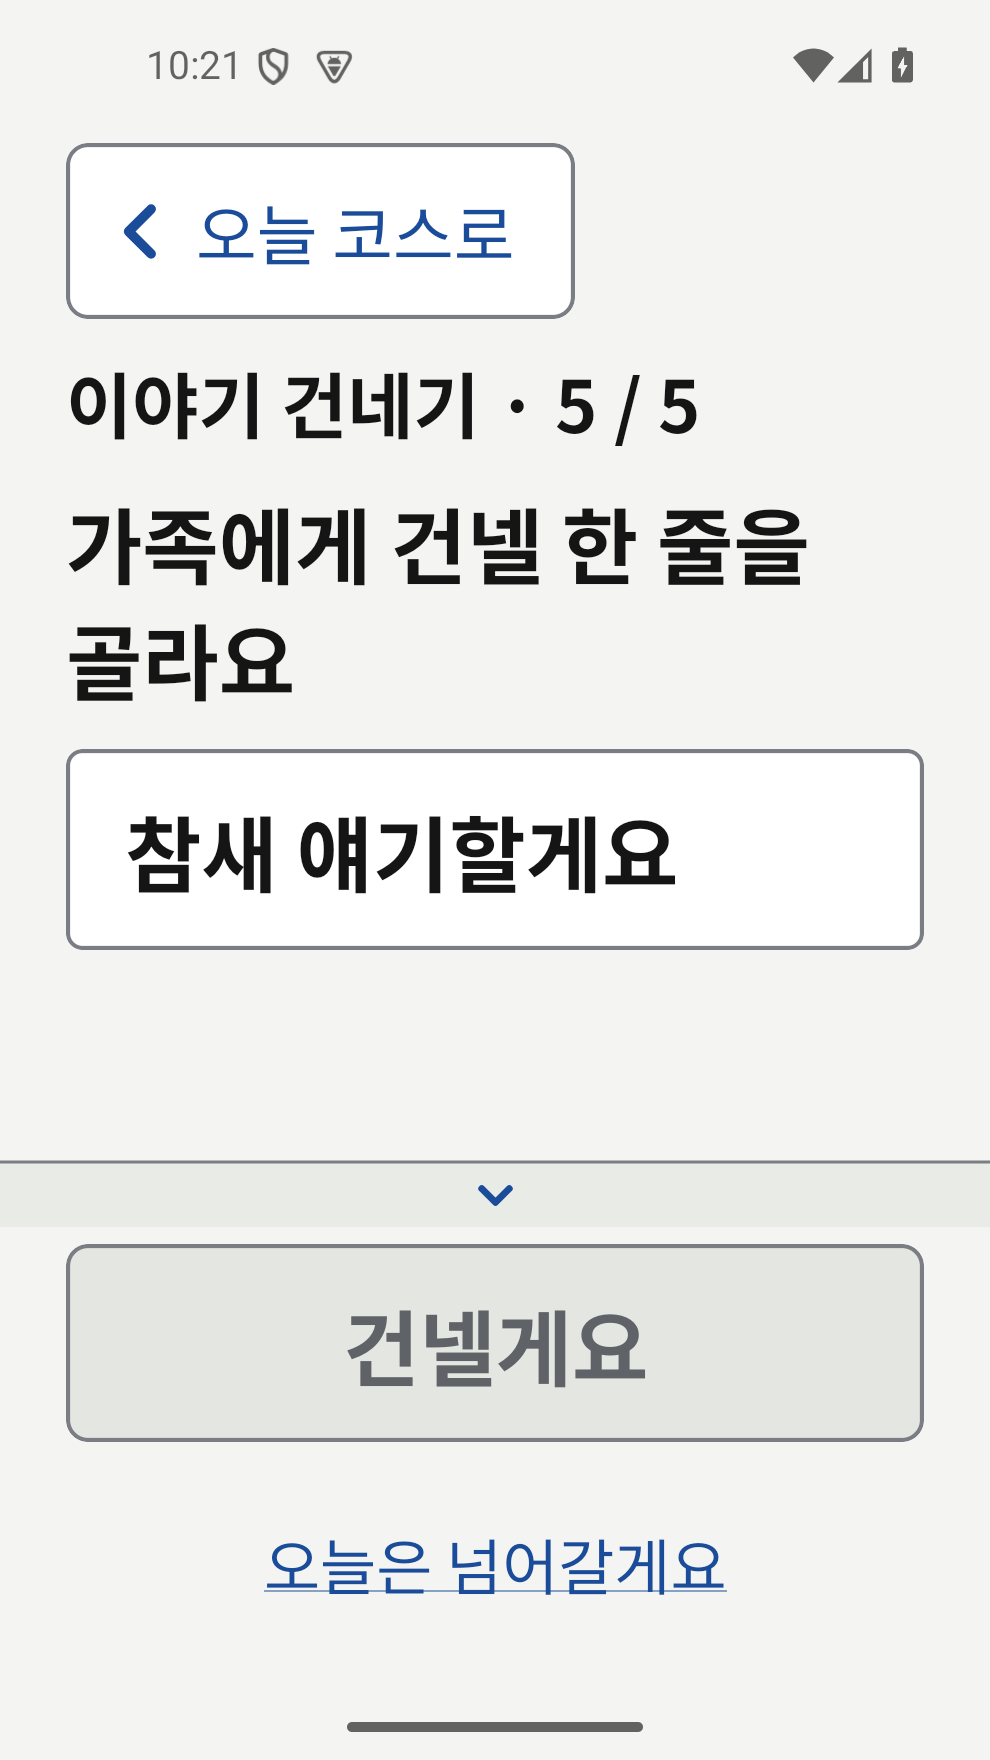 10:21
오늘 코스로
이야기 건네기 · 5 / 5
가족에게 건넬 한 줄을
골라요
참새 얘기할게요
건넬게요
오늘은 넘어갈게요